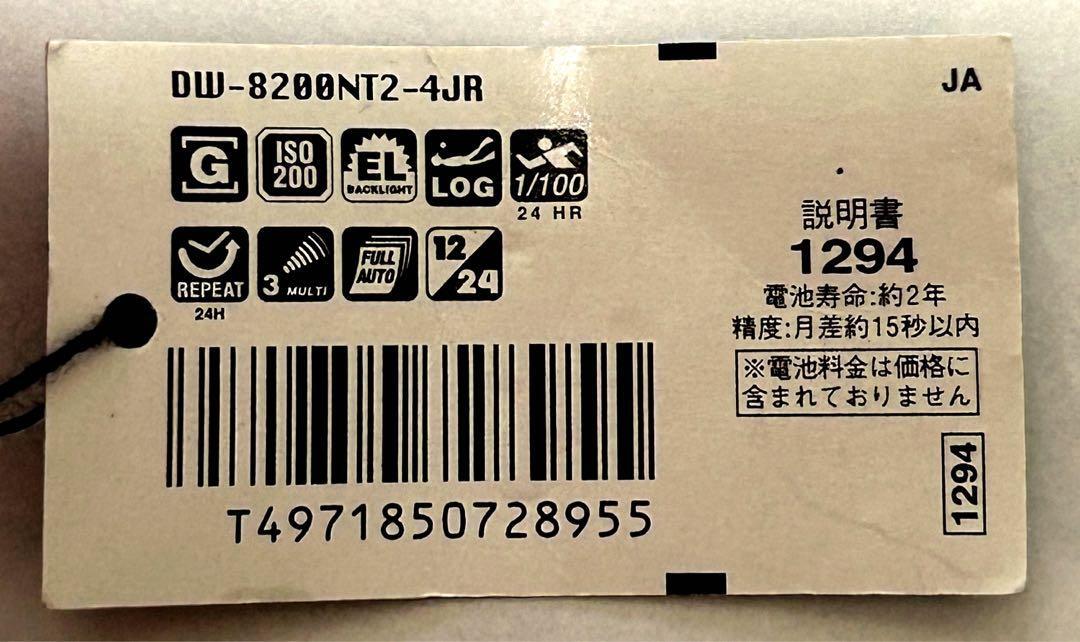 DW-8200NT2-4JR
JA
G
ISO
200
EL
BACKLIGHT
LOG
1/100
24 HR
REPEAT
24H
3 MULTI
FULL
AUTO
12/24
説明書
1294
電池寿命:約2年
精度:月差約15秒以内
※電池料金は価格に
含まれておりません
1294
T4971850728955